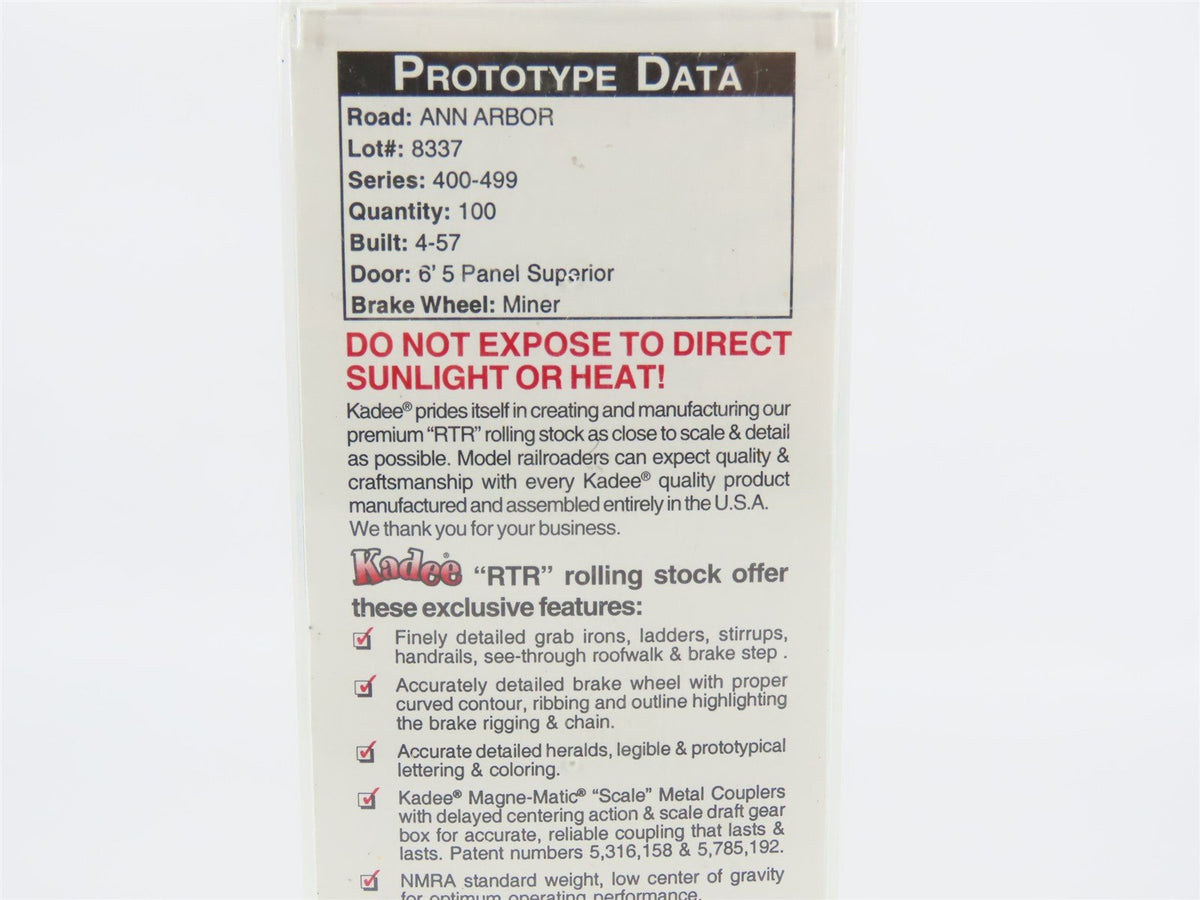 PROTOTYPE DATA
Road: ANN ARBOR
Lot#: 8337
Series: 400-499
Quantity: 100
Built: 4-57
Door: 6' 5 Panel Superior
Brake Wheel: Miner
DO NOT EXPOSE TO DIRECT
SUNLIGHT OR HEAT!
Kadee® prides itself in creating and manufacturing our
premium “RTR” rolling stock as close to scale & detail
as possible. Model railroaders can expect quality &
craftsmanship with every Kadee® quality product
manufactured and assembled entirely in the U.S.A.
We thank you for your business.
Kadee® “RTR” rolling stock offer
these exclusive features:
Finely detailed grab irons, ladders, stirrups,
handrails, see-through roofwalk & brake step .
Accurately detailed brake wheel with proper
curved contour, ribbing and outline highlighting
the brake rigging & chain.
Accurate detailed heralds, legible & prototypical
lettering & coloring.
Kadee® Magne-Matic® “Scale” Metal Couplers
with delayed centering action & scale draft gear
box for accurate, reliable coupling that lasts &
lasts. Patent numbers 5,316,158 & 5,785,192.
NMRA standard weight, low center of gravity
for optimum operating performance.